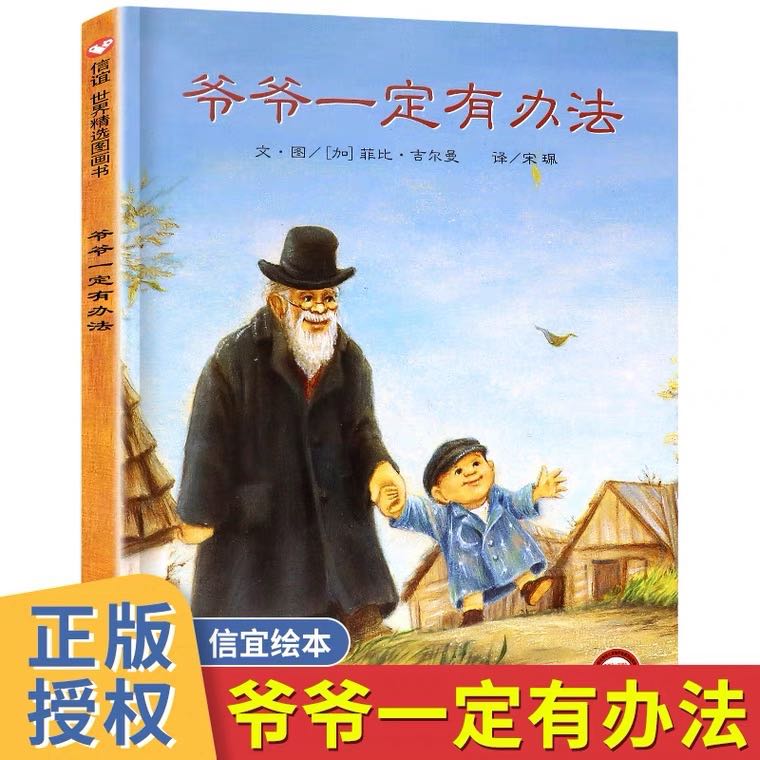 信谊 世界精选图画书
爷爷一定有办法
爷爷一定有办法
文·图/[加]菲比·吉尔曼 译/宋珮
正版
授权
信宜绘本
爷爷一定有办法